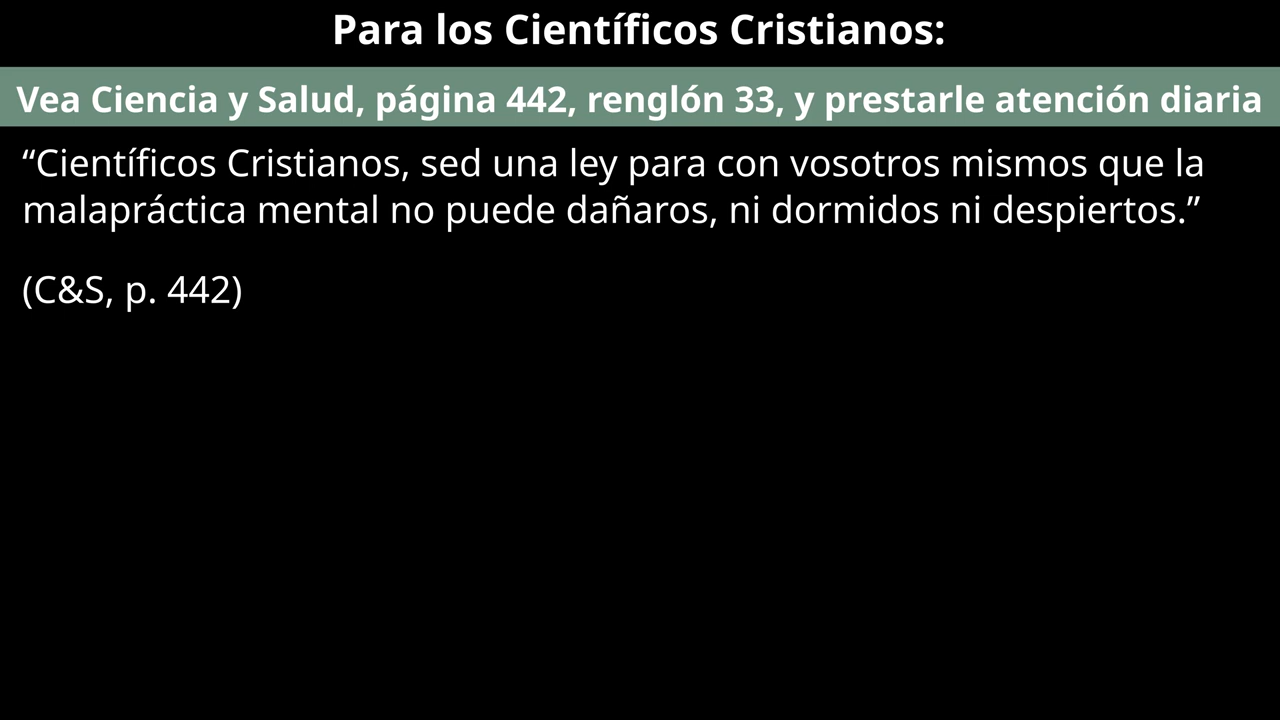 Para los Científicos Cristianos:
Vea Ciencia y Salud, página 442, renglón 33, y prestarle atención diaria
“Científicos Cristianos, sed una ley para con vosotros mismos que la
malapráctica mental no puede dañaros, ni dormidos ni despiertos.”
(C&S, p. 442)